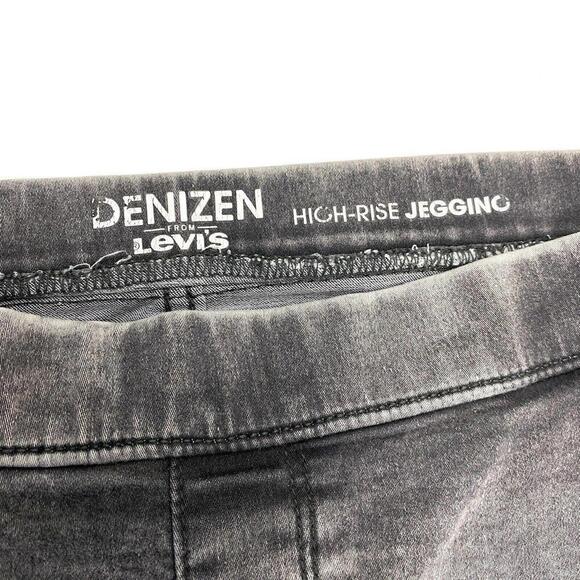 DENIZEN
FROM
Levi's
HIGH-RISE JEGGING